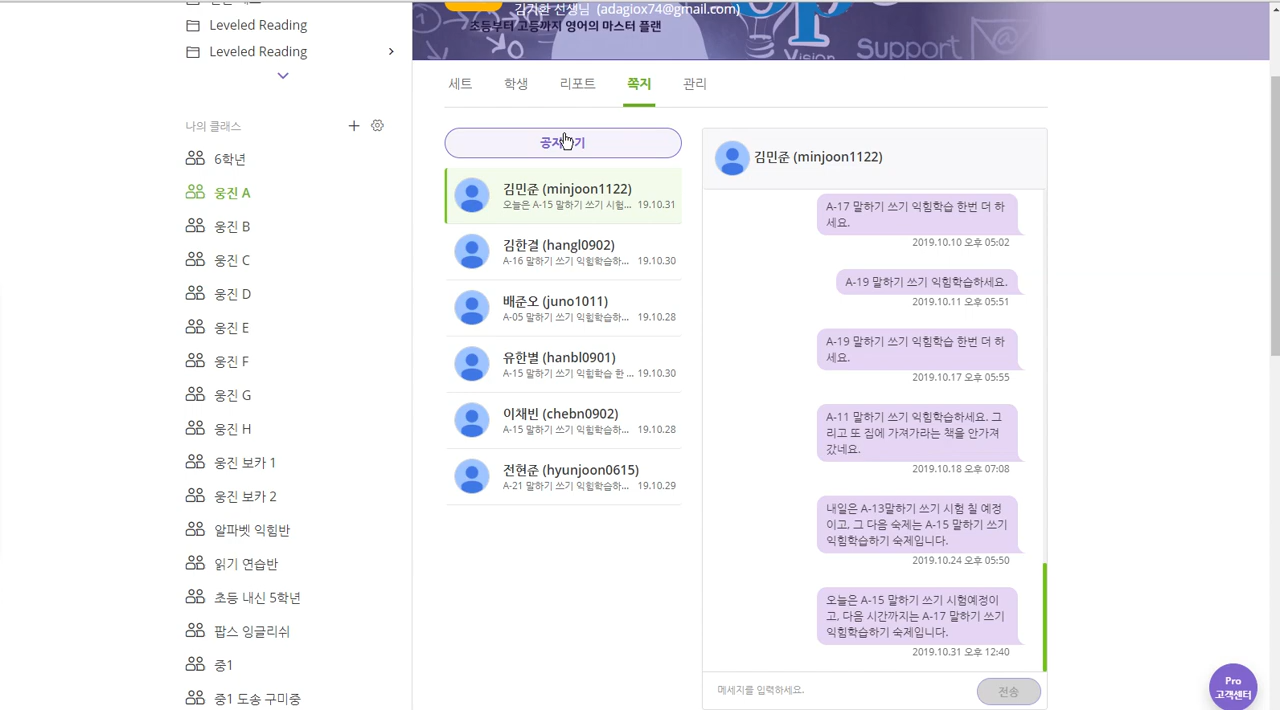 Leveled Reading
Leveled Reading
나의 클래스
6학년
웅진 A
웅진 B
웅진 C
웅진 D
웅진 E
웅진 F
웅진 G
웅진 H
웅진 보카 1
웅진 보카 2
알파벳 익힘반
읽기 연습반
초등 내신 5학년
팝스 잉글리쉬
중1
중1 도송 구미중
선생님 (adagiox74@gmail.com)
초등부터 고등까지 영어의 마스터 플랜
Vision
Support
세트 학생 리포트 쪽지 관리
김민준 (minjoon1122)
오늘은 A-15 말하기 쓰기 시험... 19.10.31
김한결 (hangl0902)
A-16 말하기 쓰기 익힘학습하... 19.10.30
배준오 (juno1011)
A-05 말하기 쓰기 익힘학습하... 19.10.28
유한별 (hanbl0901)
A-15 말하기 쓰기 익힘학습 한 ... 19.10.30
이채빈 (chebn0902)
A-15 말하기 쓰기 익힘학습하... 19.10.28
전현준 (hyunjoon0615)
A-21 말하기 쓰기 익힘학습하... 19.10.29
김민준 (minjoon1122)
A-17 말하기 쓰기 익힘학습 한번 더 하
세요.
2019.10.10 오후 05:02
A-19 말하기 쓰기 익힘학습하세요.
2019.10.11 오후 05:51
A-19 말하기 쓰기 익힘학습 한번 더 하
세요.
2019.10.17 오후 05:55
A-11 말하기 쓰기 익힘학습하세요. 그
리고 또 집에 가져가라는 책을 안가져
갔네요.
2019.10.18 오후 07:08
내일은 A-13말하기 쓰기 시험 칠 예정
이고, 그 다음 숙제는 A-15 말하기 쓰기
익힘학습하기 숙제입니다.
2019.10.24 오후 05:50
오늘은 A-15 말하기 쓰기 시험예정이
고, 다음 시간까지는 A-17 말하기 쓰기
익힘학습하기 숙제입니다.
2019.10.31 오후 12:40
메세지를 입력하세요.
전송
Pro
고객센터